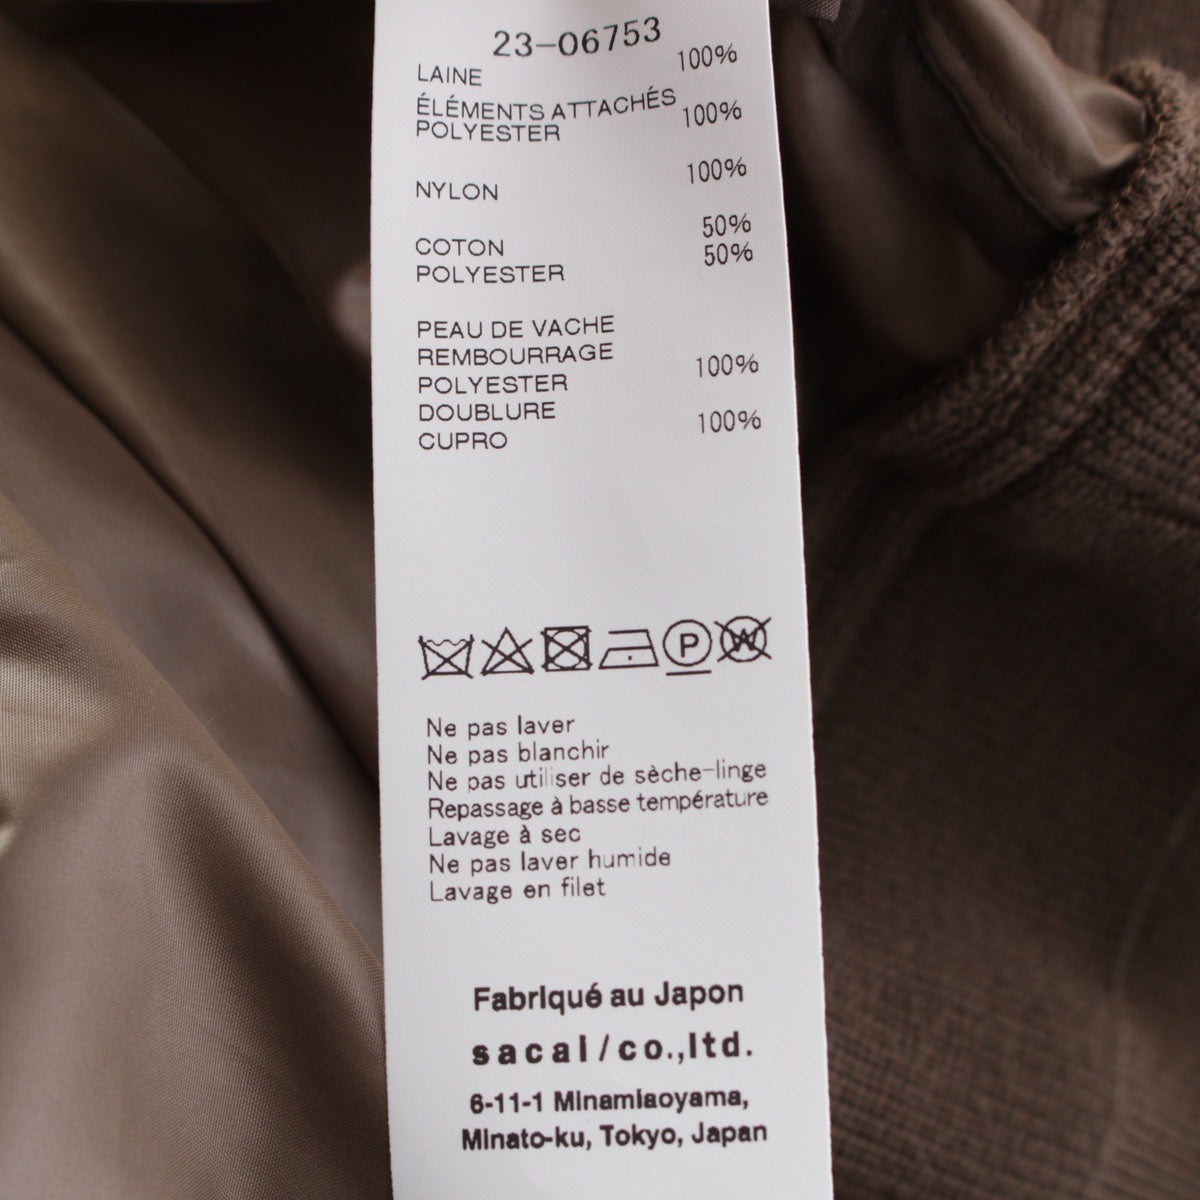 23-06753
LAINE 100%
ÉLÉMENTS ATTACHÉS
POLYESTER 100%
NYLON 100%
COTON 50%
POLYESTER 50%
PEAU DE VACHE
REMBOURRAGE
POLYESTER 100%
DOUBLURE
CUPRO 100%
P W
Ne pas laver
Ne pas blanchir
Ne pas utiliser de sèche-linge
Repassage à basse température
Lavage à sec
Ne pas laver humide
Lavage en filet
Fabriqué au Japon
sacai/co.,ltd.
6-11-1 Minamiaoyama,
Minato-ku, Tokyo, Japan